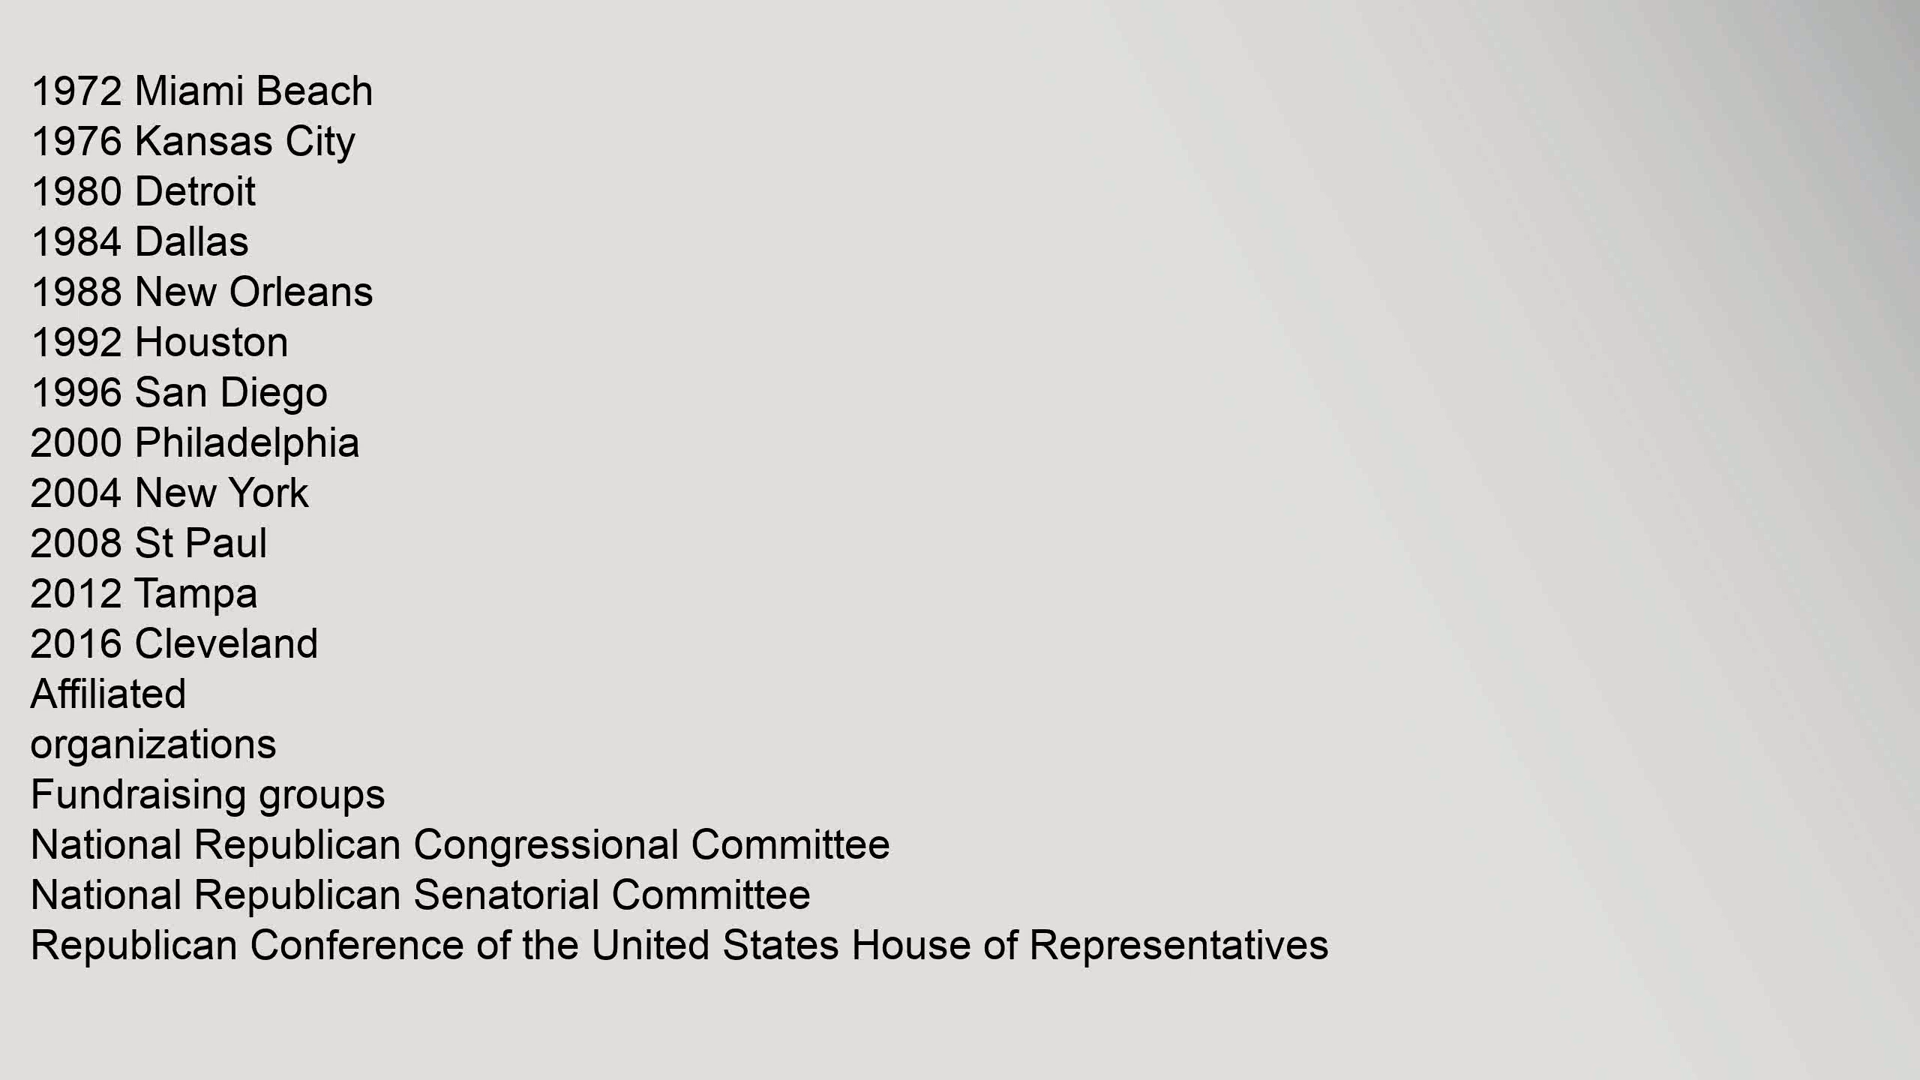 1972 Miami Beach
1976 Kansas City
1980 Detroit
1984 Dallas
1988 New Orleans
1992 Houston
1996 San Diego
2000 Philadelphia
2004 New York
2008 St Paul
2012 Tampa
2016 Cleveland
Affiliated
organizations
Fundraising groups
National Republican Congressional Committee
National Republican Senatorial Committee
Republican Conference of the United States House of Representatives